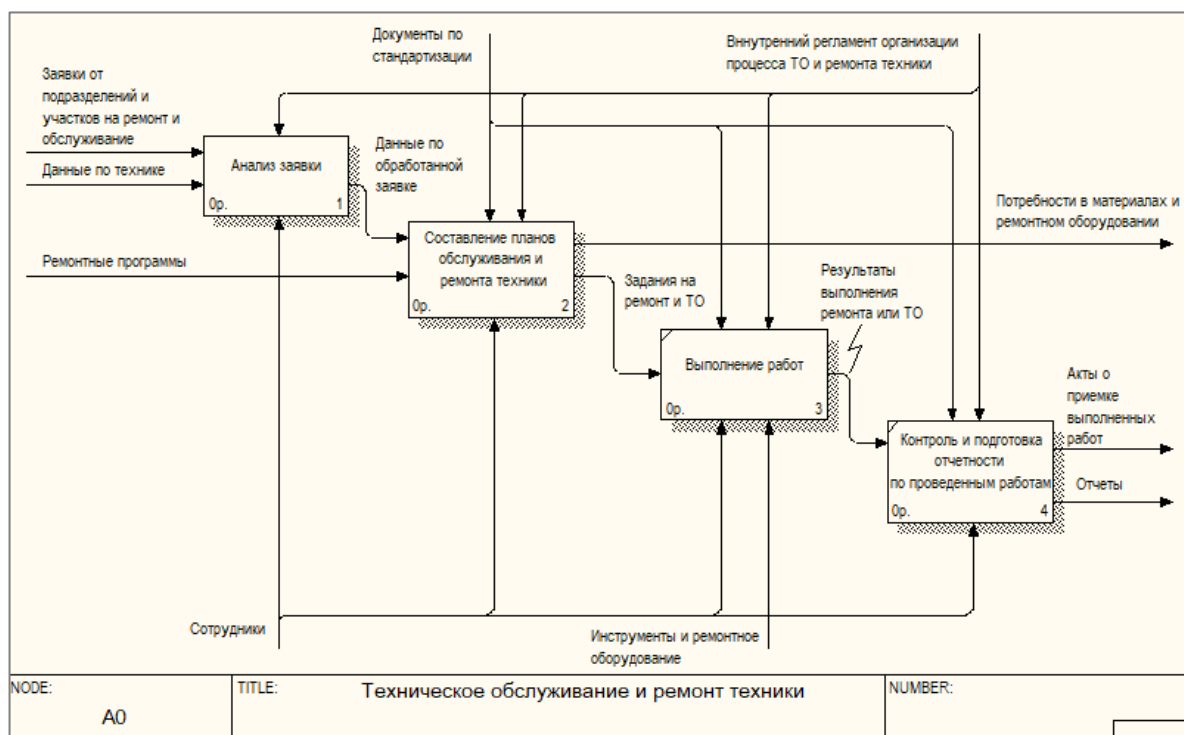 Документы по
стандартизации
Вннутренний регламент организации
процесса ТО и ремонта техники
Заявки от
подразделений и
участков на ремонт и
обслуживание
Данные по технике
Анализ заявки
0р.
1
Данные по
обработанной
заявке
Ремонтные программы
Составление планов
обслуживания и
ремонта техники
0р.
2
Потребности в материалах и
ремонтном оборудовании
Задания на
ремонт и ТО
Результаты
выполнения
ремонта или ТО
Выполнение работ
0р.
3
Акты о
приемке
выполненных
работ
Контроль и подготовка
отчетности
по проведенным работам
0р.
4
Отчеты
Сотрудники
Инструменты и ремонтное
оборудование
NODE:
A0
TITLE:
Техническое обслуживание и ремонт техники
NUMBER: